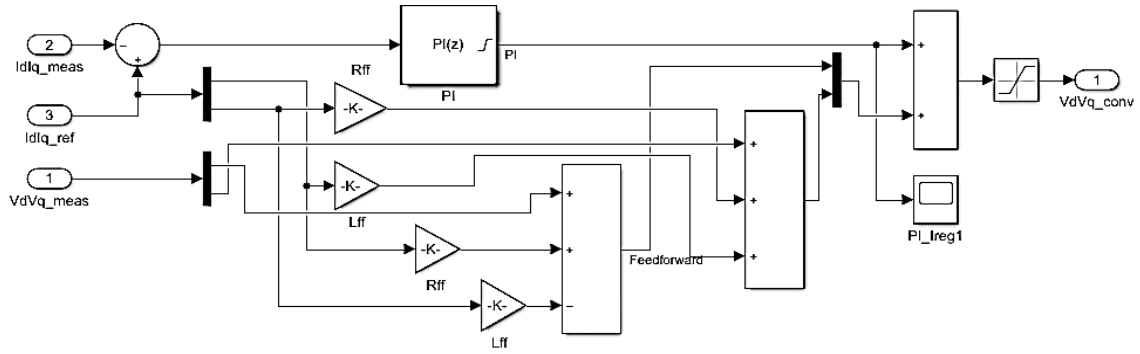 2
IdIq_meas
−
+
PI(z)
PI
PI
3
IdIq_ref
Rff
-K-
1
VdVq_meas
-K-
Lff
-K-
Rff
-K-
Lff
+
+
−
Feedforward
+
+
+
+
+
1
VdVq_conv
PI_Ireg1